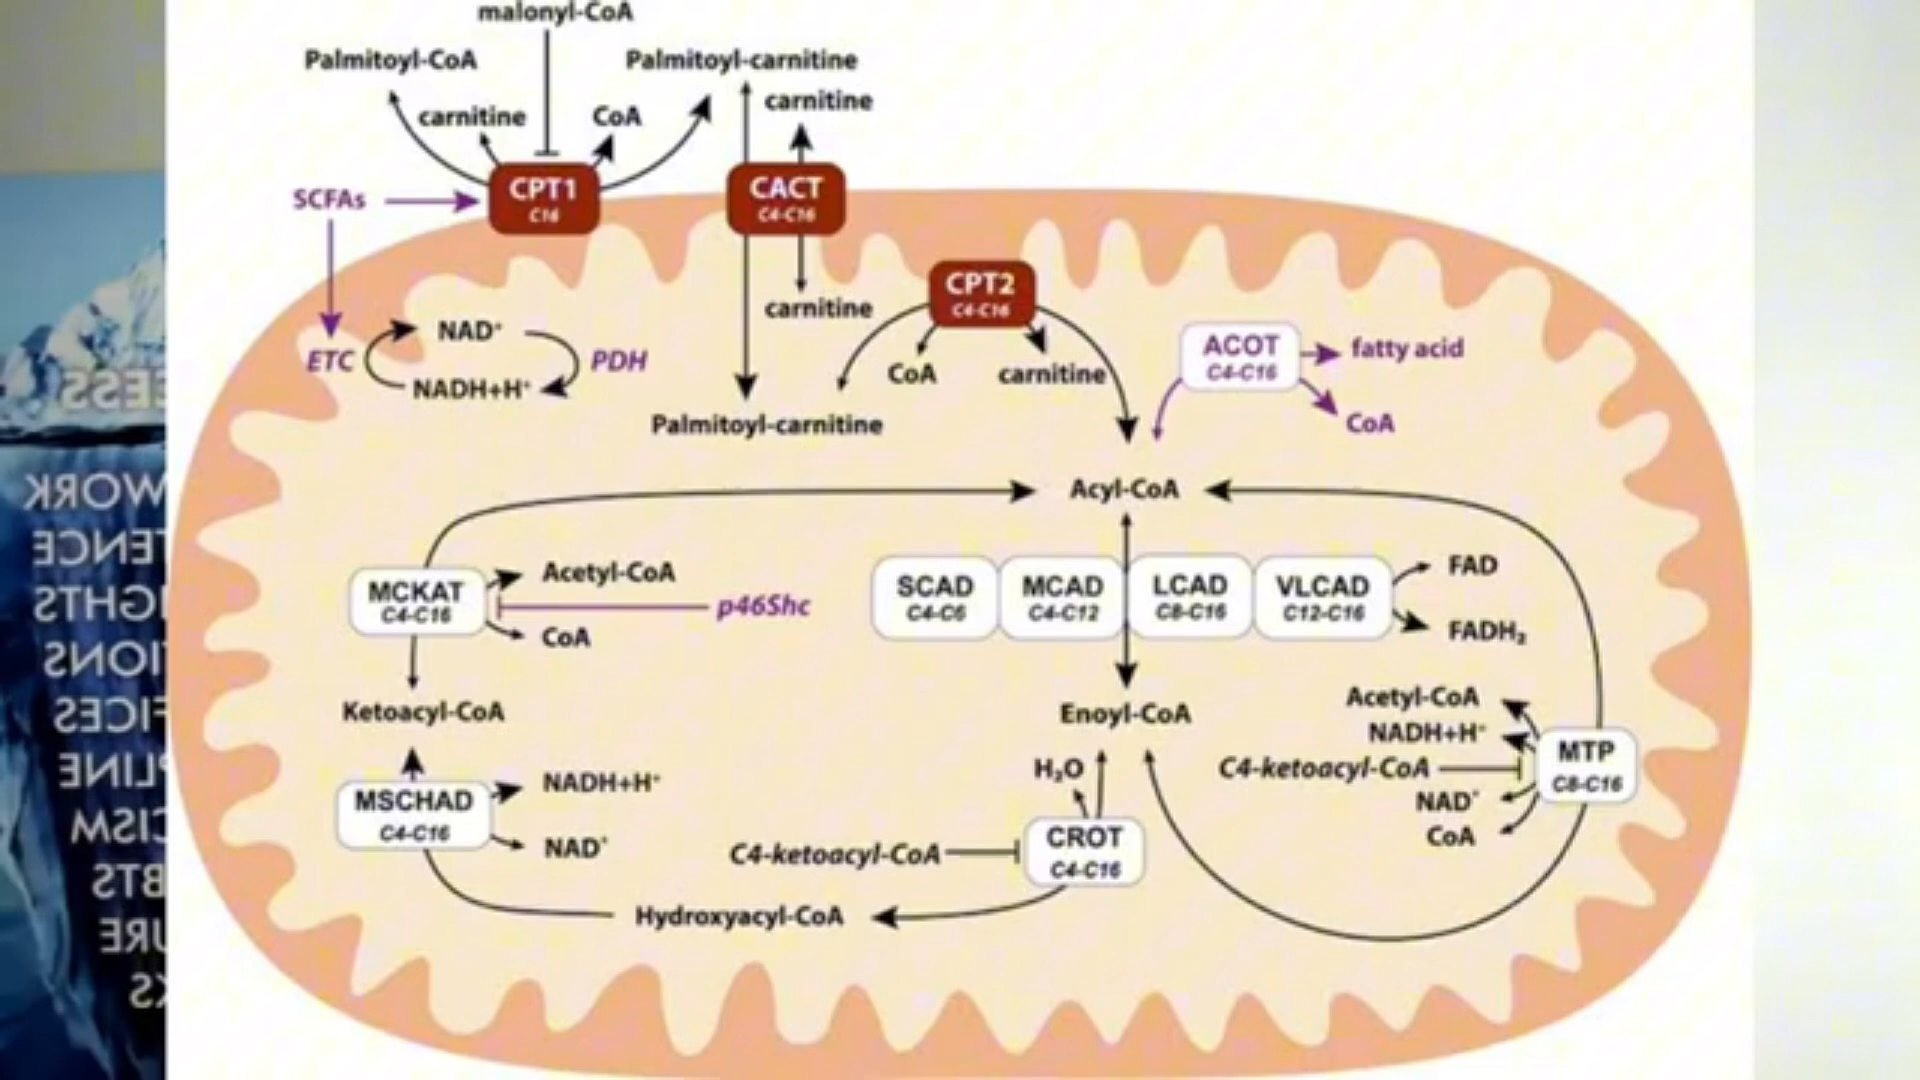 malonyl-CoA
Palmitoyl-CoA
Palmitoyl-carnitine
carnitine
CoA
carnitine
SCFAs
CPT1
C16
CACT
C4-C16
carnitine
CPT2
C4-C16
CoA
carnitine
ETC
NAD⁺
NADH+H⁺
PDH
Palmitoyl-carnitine
ACOT
C4-C16
fatty acid
CoA
Acyl-CoA
MCKAT
C4-C16
Acetyl-CoA
CoA
p46Shc
SCAD
C4-C6
MCAD
C4-C12
LCAD
C8-C16
VLCAD
C12-C16
FAD
FADH₂
Ketoacyl-CoA
Enoyl-CoA
Acetyl-CoA
NADH+H⁺
C4-ketoacyl-CoA
NAD⁺
CoA
MTP
C8-C16
MSCHAD
C4-C16
NADH+H⁺
NAD⁺
H₂O
C4-ketoacyl-CoA
CROT
C4-C16
Hydroxyacyl-CoA